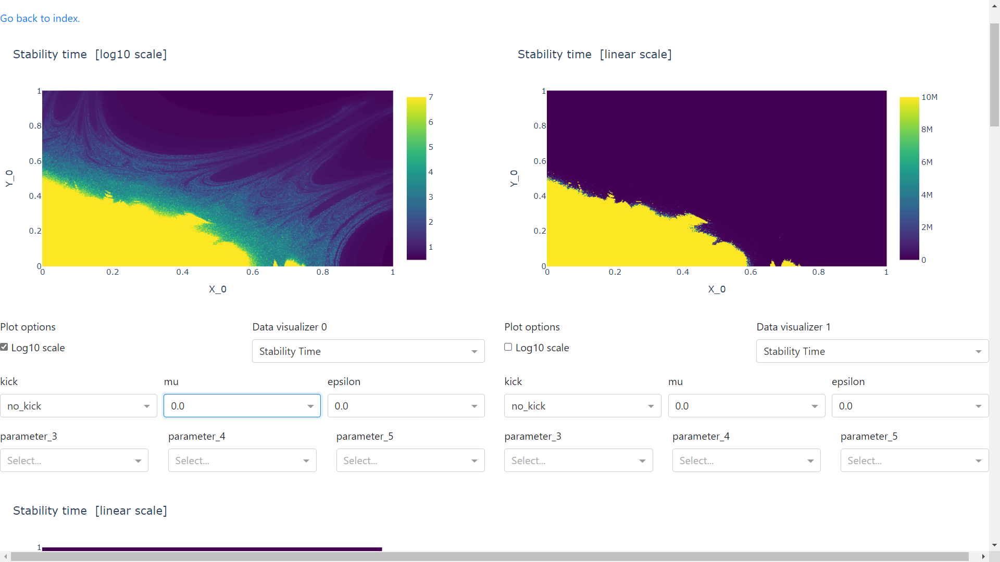 Go back to index.
Stability time [log10 scale]
1
0.8
0.6
0.4
0.2
0
Y_0
0 0.2 0.4 0.6 0.8 1
X_0
7
6
5
4
3
2
1
Stability time [linear scale]
1
0.8
0.6
0.4
0.2
0
Y_0
0 0.2 0.4 0.6 0.8 1
X_0
10M
8M
6M
4M
2M
0
Plot options
Log10 scale
Data visualizer 0
Stability Time
kick mu epsilon
no_kick 0.0 0.0
parameter_3 parameter_4 parameter_5
Select... Select... Select...
Plot options
Log10 scale
Data visualizer 1
Stability Time
kick mu epsilon
no_kick 0.0 0.0
parameter_3 parameter_4 parameter_5
Select... Select... Select...
Stability time [linear scale]
1